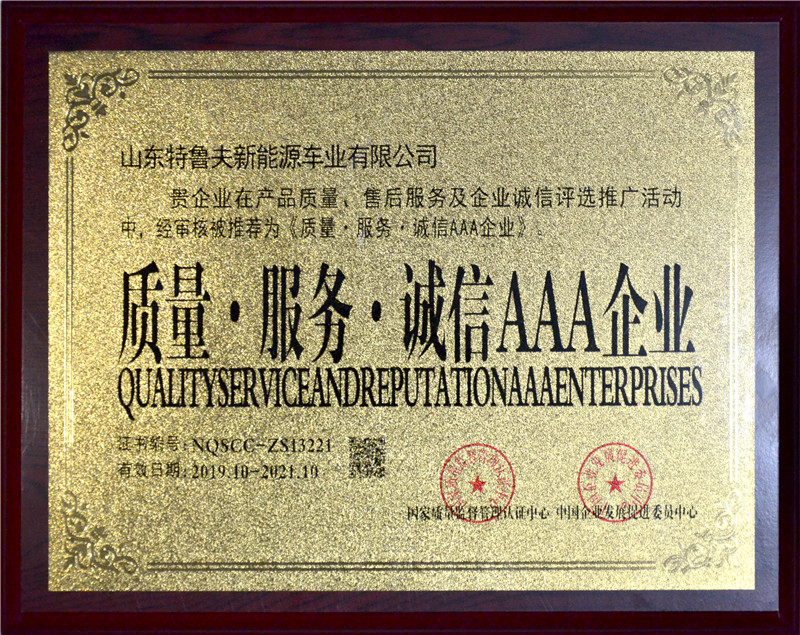 山东特鲁夫新能源车业有限公司
贵企业在产品质量、售后服务及企业诚信评选推广活动
中，经审核被推荐为《质量·服务·诚信AAA企业》。
质量·服务·诚信AAA企业
QUALITYSERVICEANDREPUTATIONAAAENTERPRISES
证书编号：NQSCC-ZS13221
有效日期：2019.10-2021.10
国家质量监督管理认证中心 中国企业发展促进委员中心